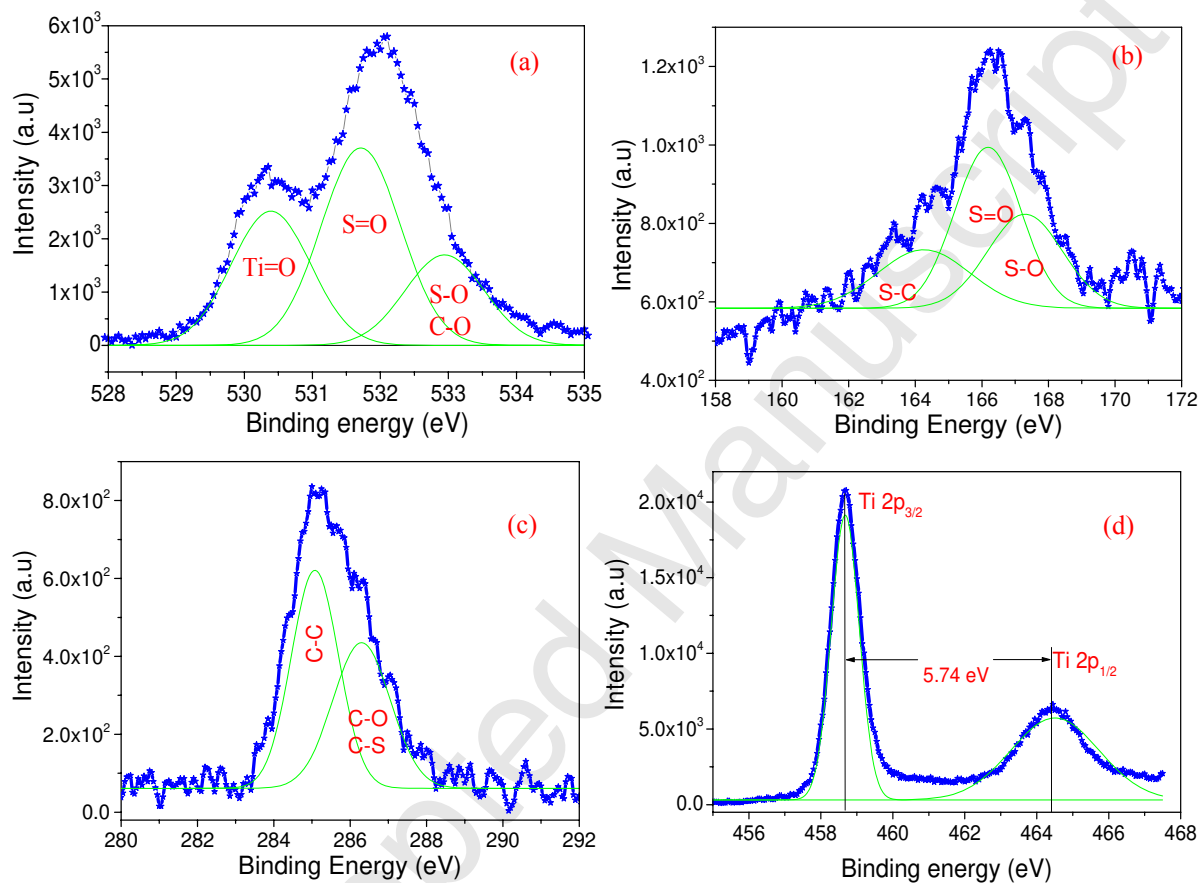 6x10³
5x10³
4x10³
3x10³
2x10³
1x10³
0
Intensity (a.u)
(a)
Ti=O
S=O
S-O
C-O
528 529 530 531 532 533 534 535
Binding energy (eV)
1.2x10³
1.0x10³
8.0x10²
6.0x10²
4.0x10²
Intensity (a.u)
(b)
S-C
S=O
S-O
158 160 162 164 166 168 170 172
Binding Energy (eV)
8.0x10²
6.0x10²
4.0x10²
2.0x10²
0.0
Intensity (a.u)
(c)
C-C
C-O
C-S
280 282 284 286 288 290 292
Binding Energy (eV)
2.0x10⁴
1.5x10⁴
1.0x10⁴
5.0x10³
0.0
Intensity (a.u)
Ti 2p₃/₂
(d)
5.74 eV
Ti 2p₁/₂
456 458 460 462 464 466 468
Binding energy (eV)
pted Manuscript